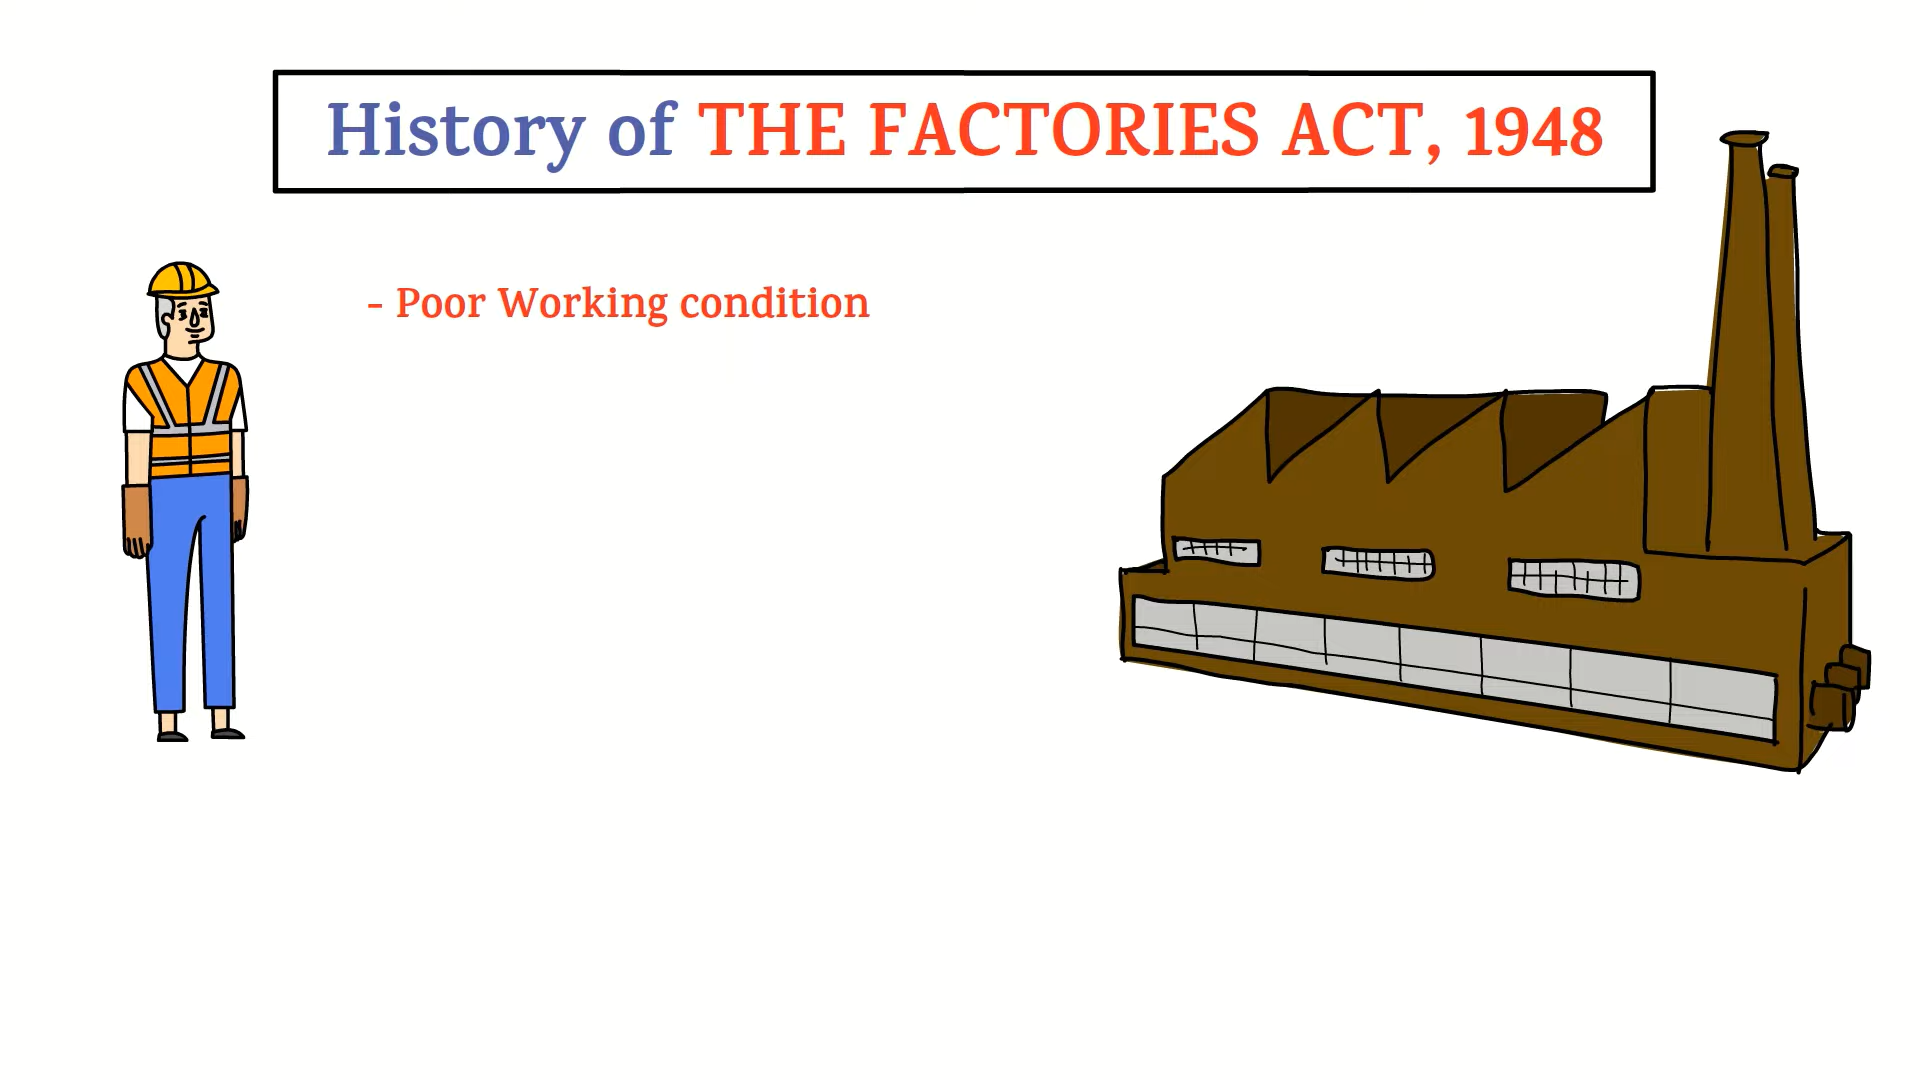 History of THE FACTORIES ACT, 1948
- Poor Working condition